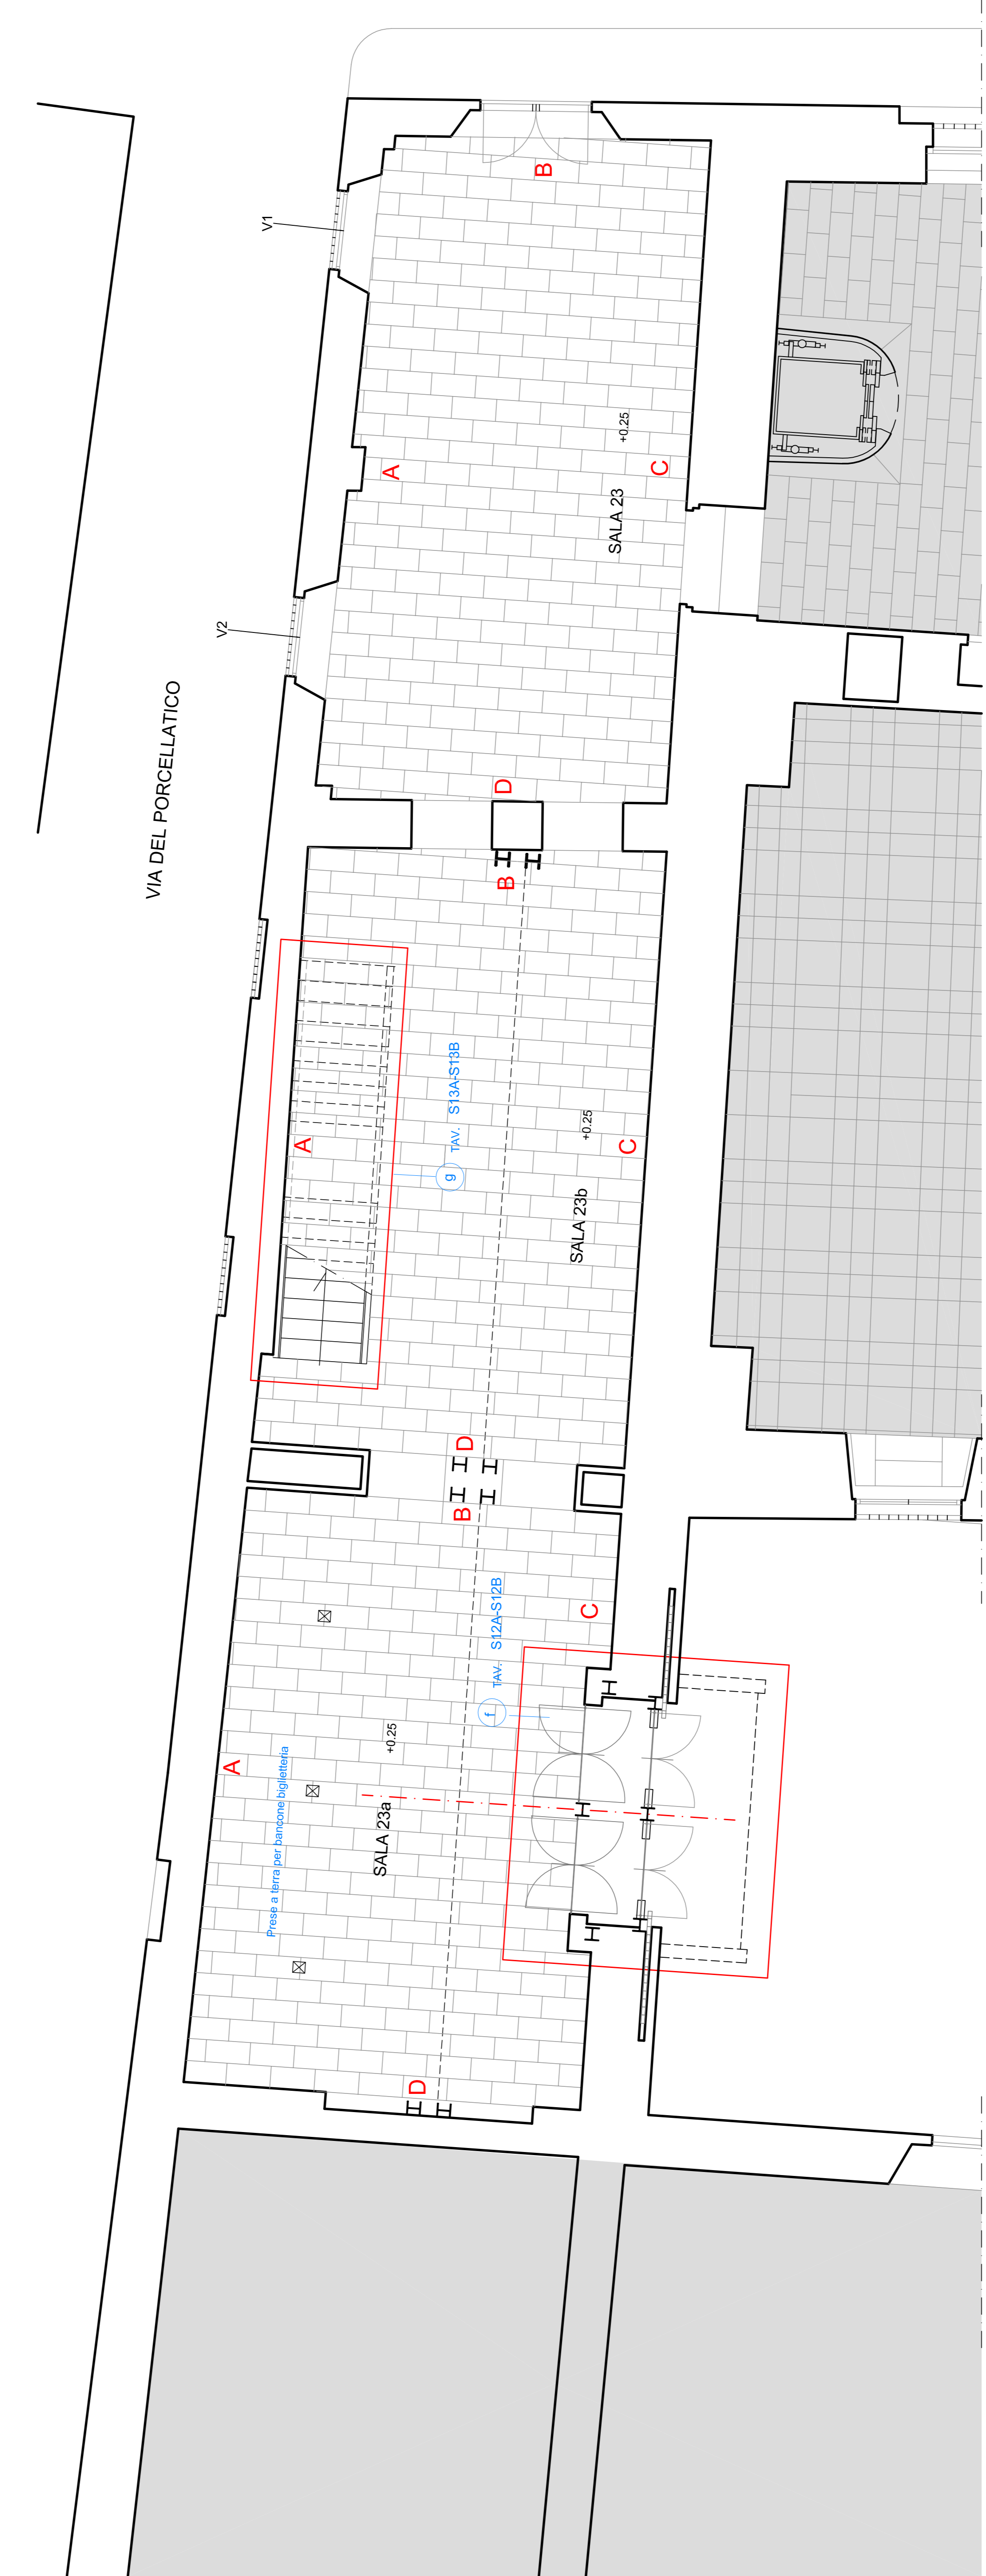 B
V1
+0.25
A
C
SALA 23
V2
VIA DEL PORCELLATICO
D
B
TAV. S13A-S13B
g
+0.25
A
C
SALA 23b
D
B
TAV. S12A-S12B
C
f
+0.25
A
Prese a terra per bancone biglietteria
SALA 23a
D